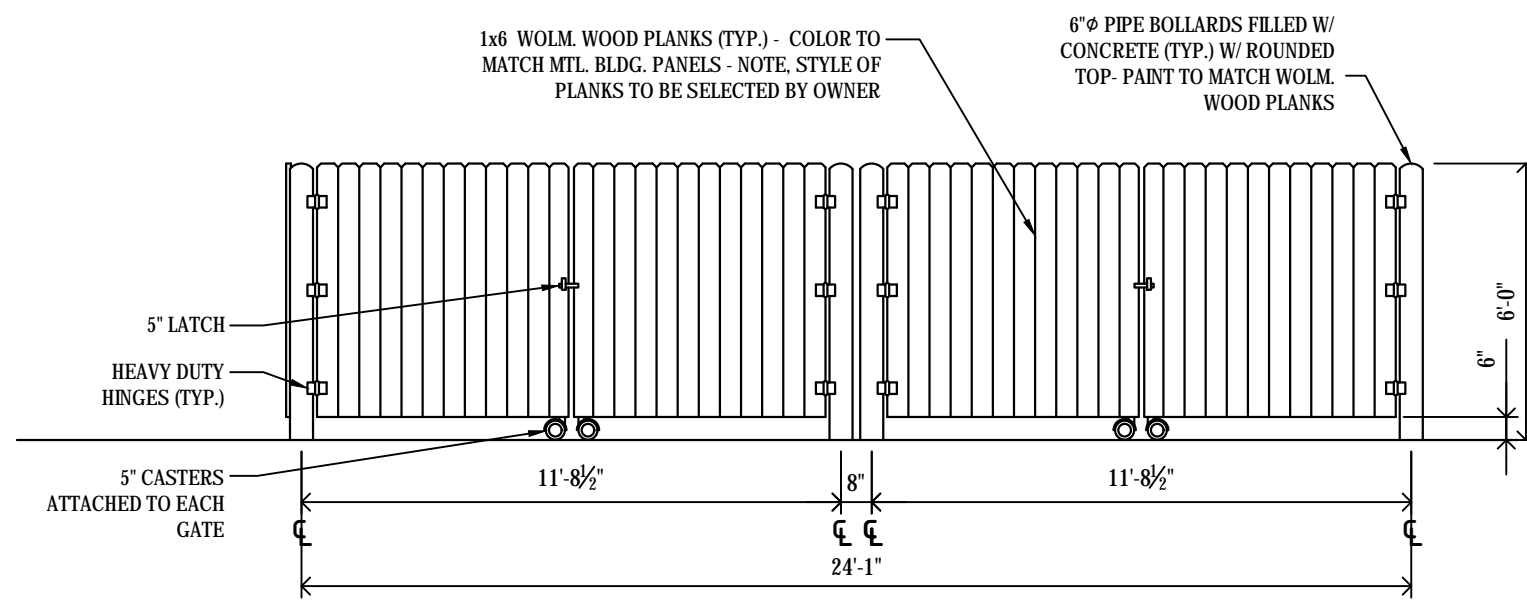 1x6 WOLM. WOOD PLANKS (TYP.) - COLOR TO
MATCH MTL. BLDG. PANELS - NOTE, STYLE OF
PLANKS TO BE SELECTED BY OWNER
6"Φ PIPE BOLLARDS FILLED W/
CONCRETE (TYP.) W/ ROUNDED
TOP- PAINT TO MATCH WOLM.
WOOD PLANKS
5" LATCH
HEAVY DUTY
HINGES (TYP.)
5" CASTERS
ATTACHED TO EACH
GATE
6'-0"
6"
11'-8½"
8"
11'-8½"
℄
℄
℄
℄
24'-1"